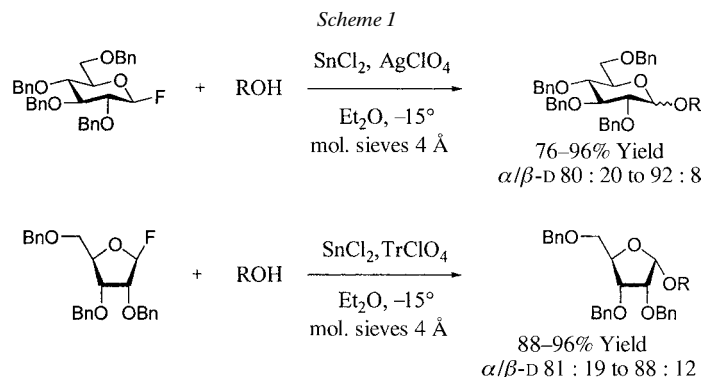 Scheme 1
OBn
BnO
BnO
BnO
O
F
+
ROH
SnCl2, AgClO4
Et2O, –15°
mol. sieves 4 Å
OBn
BnO
BnO
BnO
O
OR
76–96% Yield
α/β-D 80 : 20 to 92 : 8
BnO
O
F
BnO OBn
+
ROH
SnCl2,TrClO4
Et2O, –15°
mol. sieves 4 Å
BnO
O
OR
BnO OBn
88–96% Yield
α/β-D 81 : 19 to 88 : 12